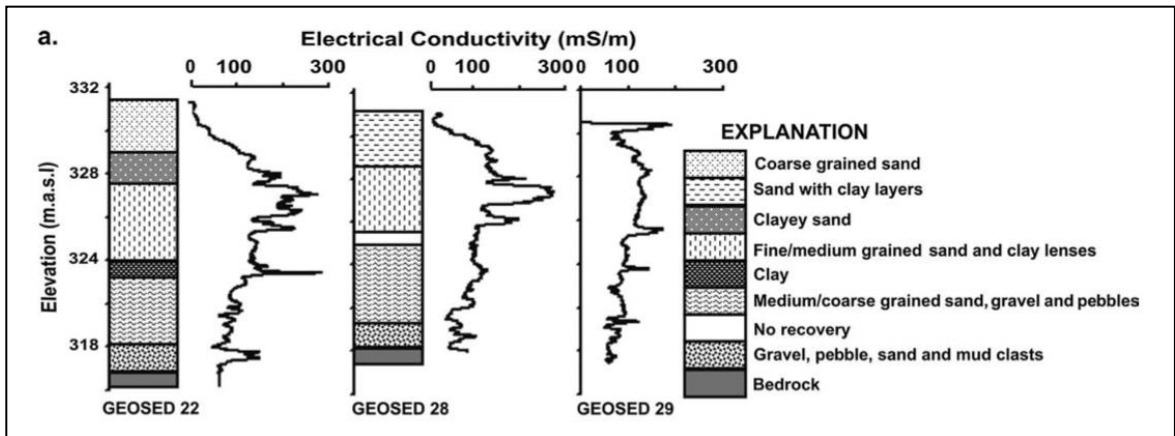 a.
Electrical Conductivity (mS/m)
0 100 300
0 100 300
0 100 300
Elevation (m.a.s.l)
332
328
324
318
EXPLANATION
Coarse grained sand
Sand with clay layers
Clayey sand
Fine/medium grained sand and clay lenses
Clay
Medium/coarse grained sand, gravel and pebbles
No recovery
Gravel, pebble, sand and mud clasts
Bedrock
GEOSED 22
GEOSED 28
GEOSED 29